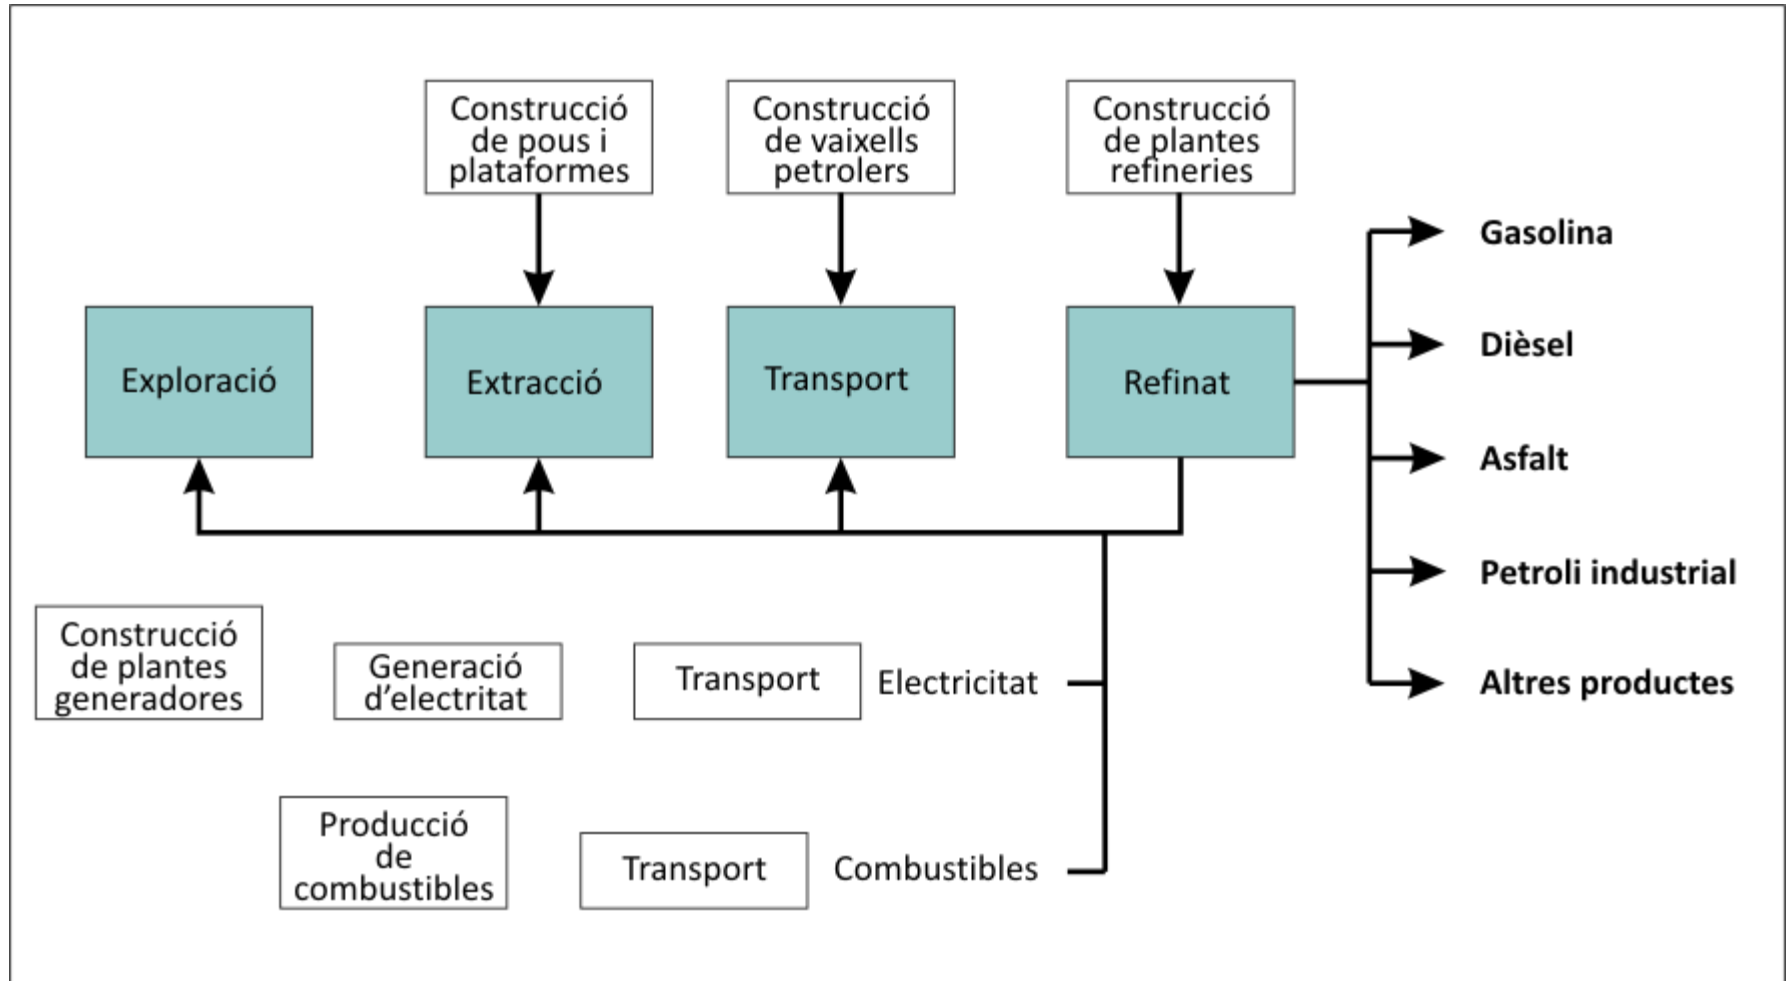 Construcció
de pous i
plataformes
Construcció
de vaixells
petrolers
Construcció
de plantes
refineries
Exploració
Extracció
Transport
Refinat
Gasolina
Dièsel
Asfalt
Petroli industrial
Altres productes
Construcció
de plantes
generadores
Generació
d'electritat
Transport
Electricitat
Producció
de
combustibles
Transport
Combustibles